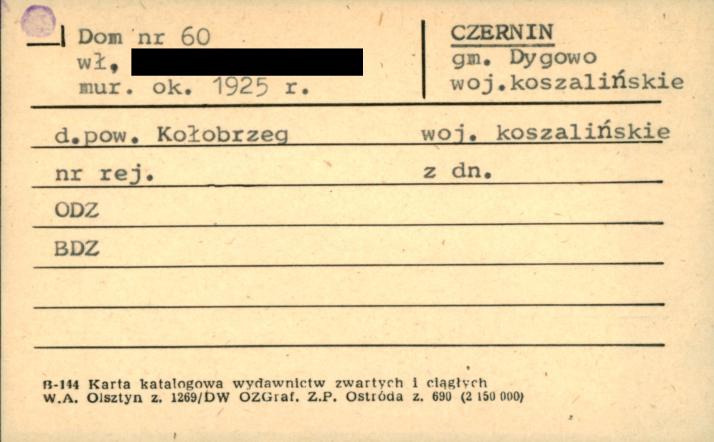 Dom nr 60
wł,
mur. ok. 1925 r.
CZERNIN
gm. Dygowo
woj.koszalińskie
d.pow. Kołobrzeg woj. koszalińskie
nr rej. z dn.
ODZ
BDZ
B-144 Karta katalogowa wydawnictw zwartych i ciągłych
W.A. Olsztyn z. 1269/DW OZGraf. Z.P. Ostróda z. 690 (2 150 000)